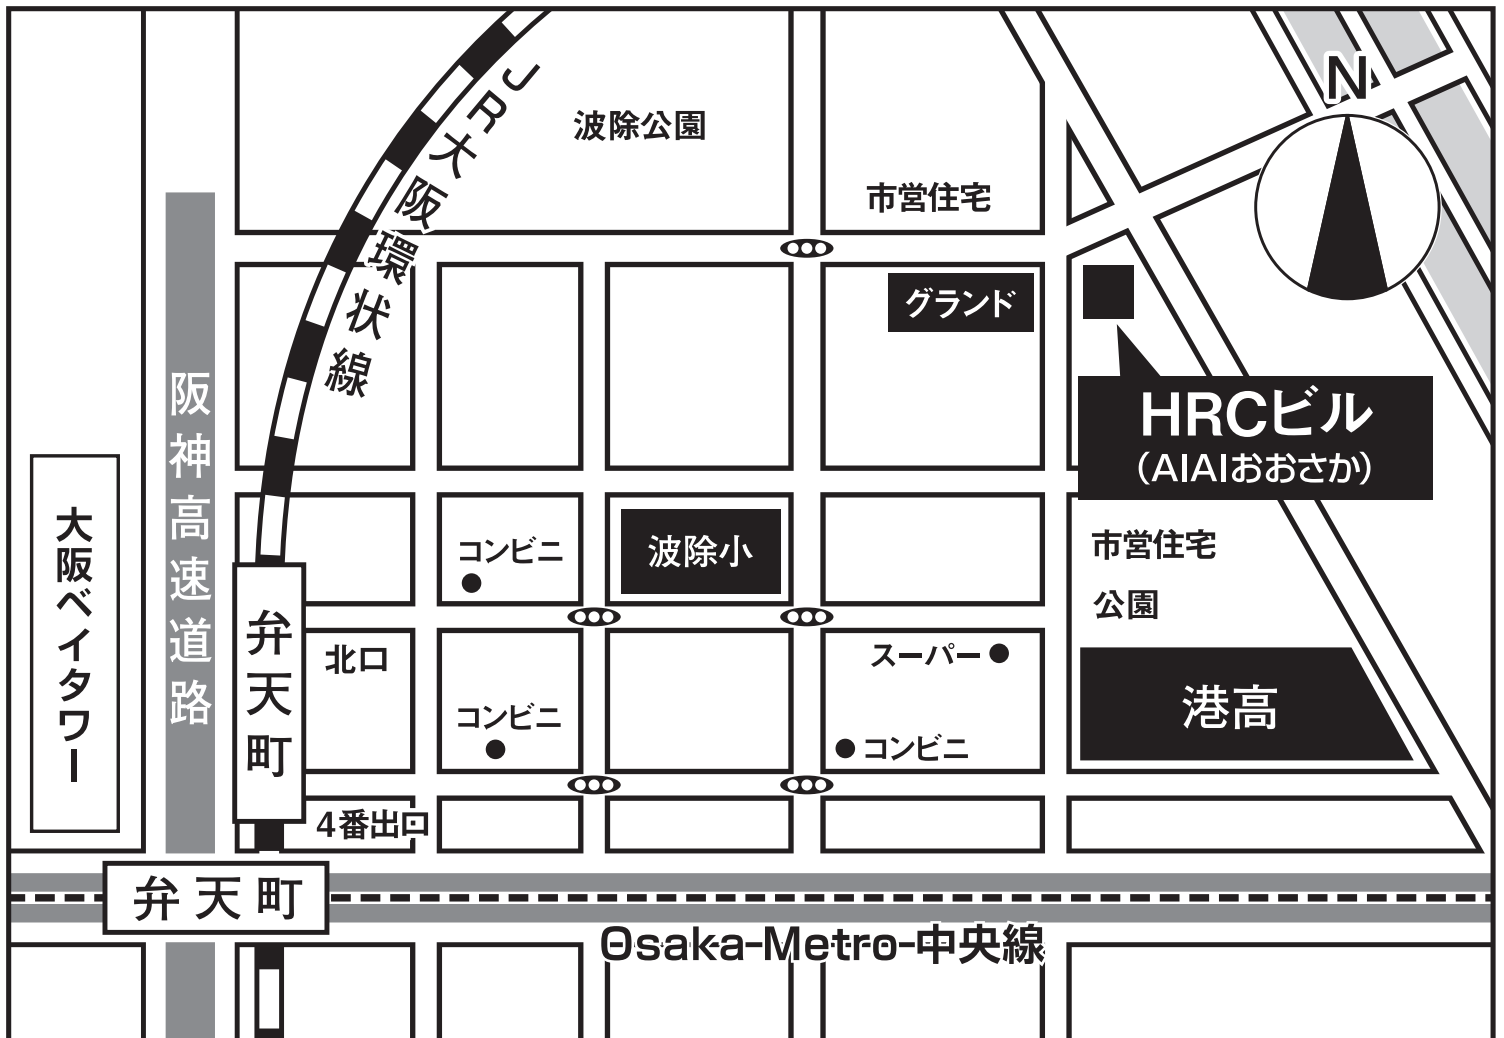 JR大阪環状線
波除公園
N
市営住宅
グランド
HRCビル
(AIAIおおさか)
阪神高速道路
大阪ベイタワー
コンビニ
波除小
市営住宅
公園
弁天町
北口
スーパー
コンビニ
コンビニ
港高
4番出口
弁天町
Osaka-Metro-中央線